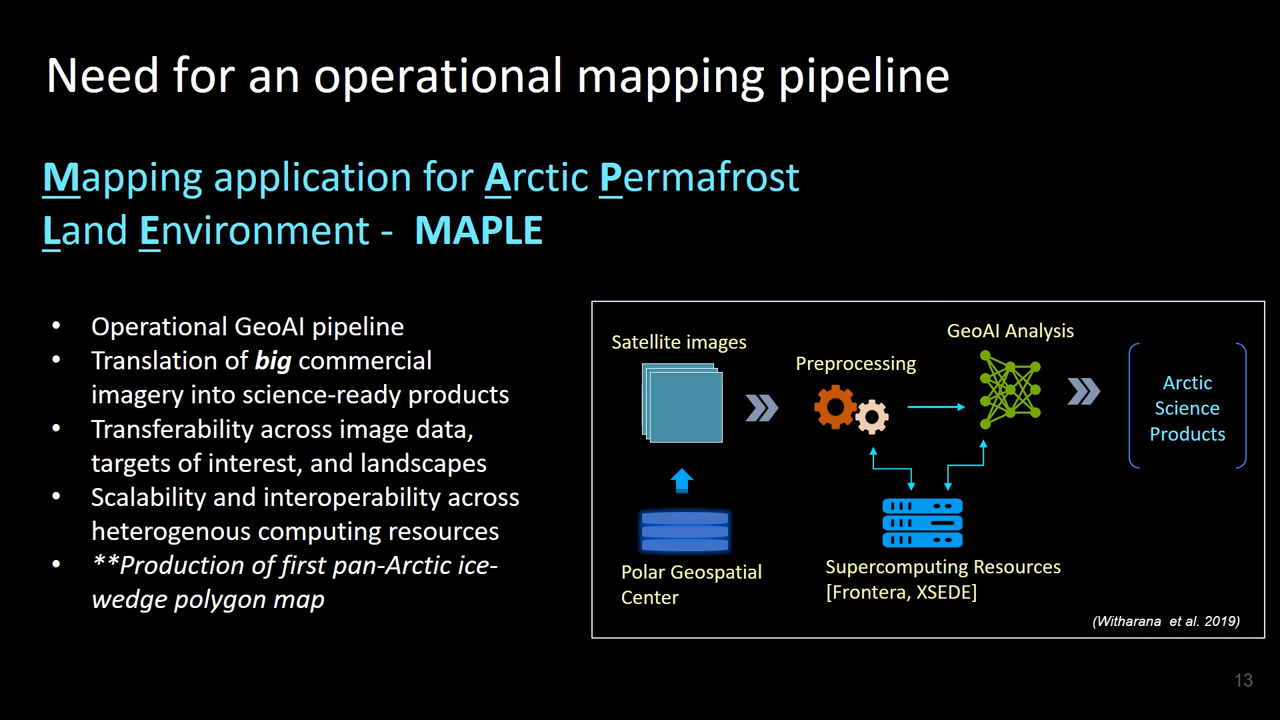 Need for an operational mapping pipeline
Mapping application for Arctic Permafrost
Land Environment - MAPLE
• Operational GeoAI pipeline
• Translation of big commercial
imagery into science-ready products
• Transferability across image data,
targets of interest, and landscapes
• Scalability and interoperability across
heterogenous computing resources
• **Production of first pan-Arctic ice-
wedge polygon map
Satellite images
Preprocessing
GeoAI Analysis
Arctic
Science
Products
Polar Geospatial
Center
Supercomputing Resources
[Frontera, XSEDE]
(Witharana et al. 2019)
13